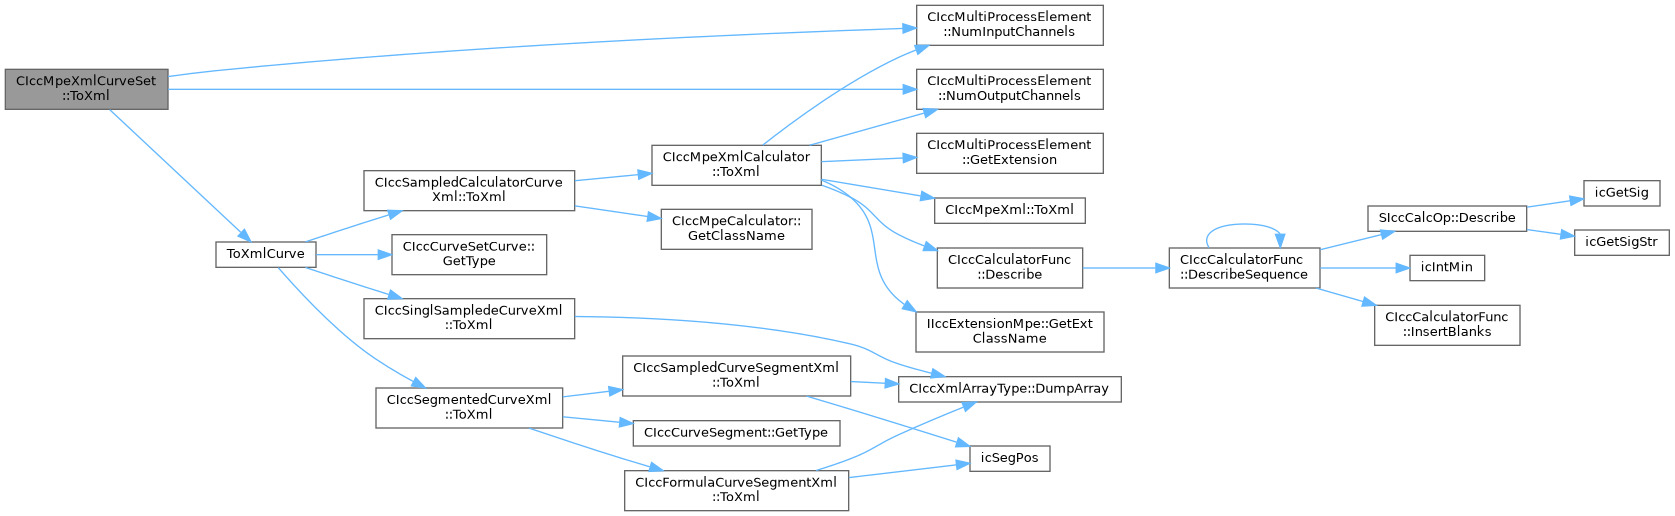 CIccMpeXmlCurveSet
::ToXml
ToXmlCurve
CIccSampledCalculatorCurve
Xml::ToXml
CIccCurveSetCurve::
GetType
CIccSinglSampledeCurveXml
::ToXml
CIccSegmentedCurveXml
::ToXml
CIccMpeXmlCalculator
::ToXml
CIccMpeCalculator::
GetClassName
CIccSampledCurveSegmentXml
::ToXml
CIccCurveSegment::GetType
CIccFormulaCurveSegmentXml
::ToXml
CIccMultiProcessElement
::NumInputChannels
CIccMultiProcessElement
::NumOutputChannels
CIccMultiProcessElement
::GetExtension
CIccMpeXml::ToXml
CIccCalculatorFunc
::Describe
IIccExtensionMpe::GetExt
ClassName
CIccXmlArrayType::DumpArray
icSegPos
CIccCalculatorFunc
::DescribeSequence
SIccCalcOp::Describe
icIntMin
CIccCalculatorFunc
::InsertBlanks
icGetSig
icGetSigStr